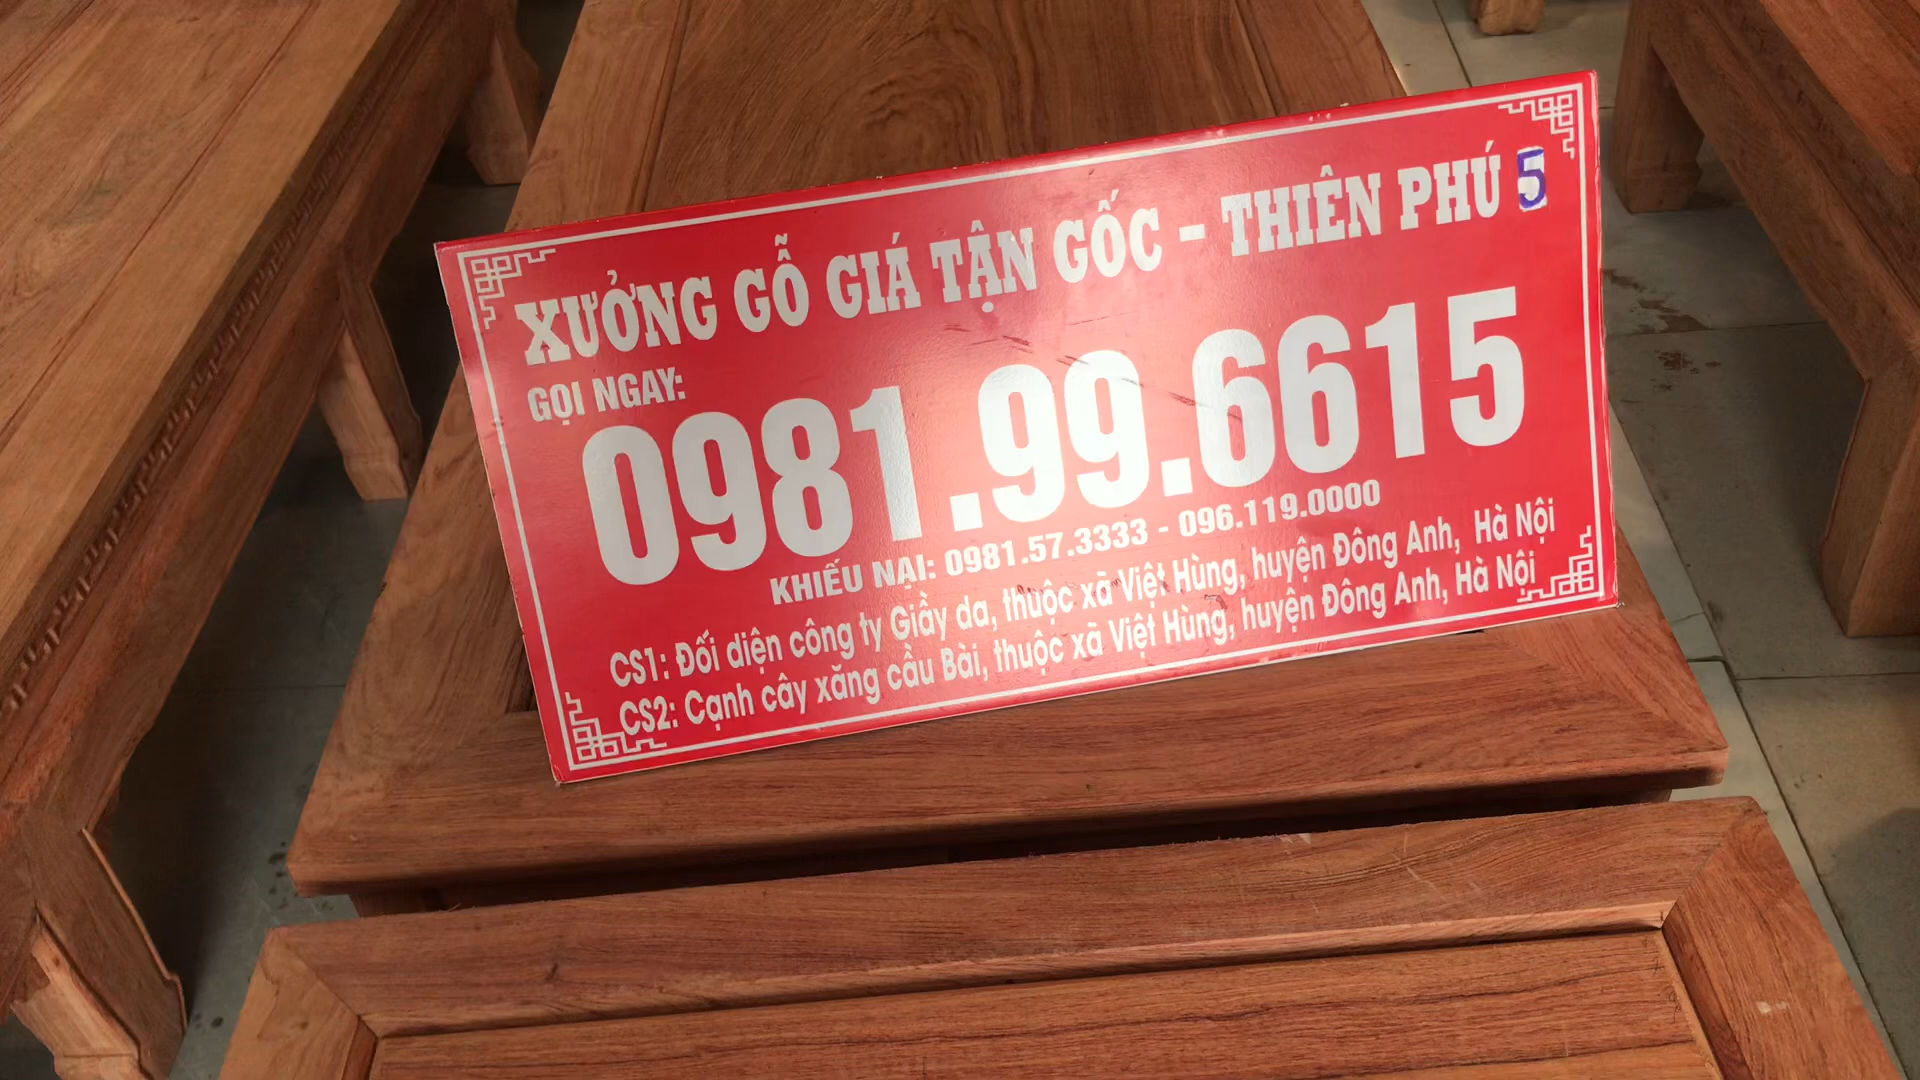 XƯỞNG GỖ GIÁ TẬN GỐC - THIÊN PHÚ 5
GỌI NGAY:
0981.99.6615
KHIẾU NẠI: 0981.57.3333 - 096.119.0000
CS1: Đối diện công ty Giầy da, thuộc xã Việt Hùng, huyện Đông Anh, Hà Nội
CS2: Cạnh cây xăng cầu Bài, thuộc xã Việt Hùng, huyện Đông Anh, Hà Nội